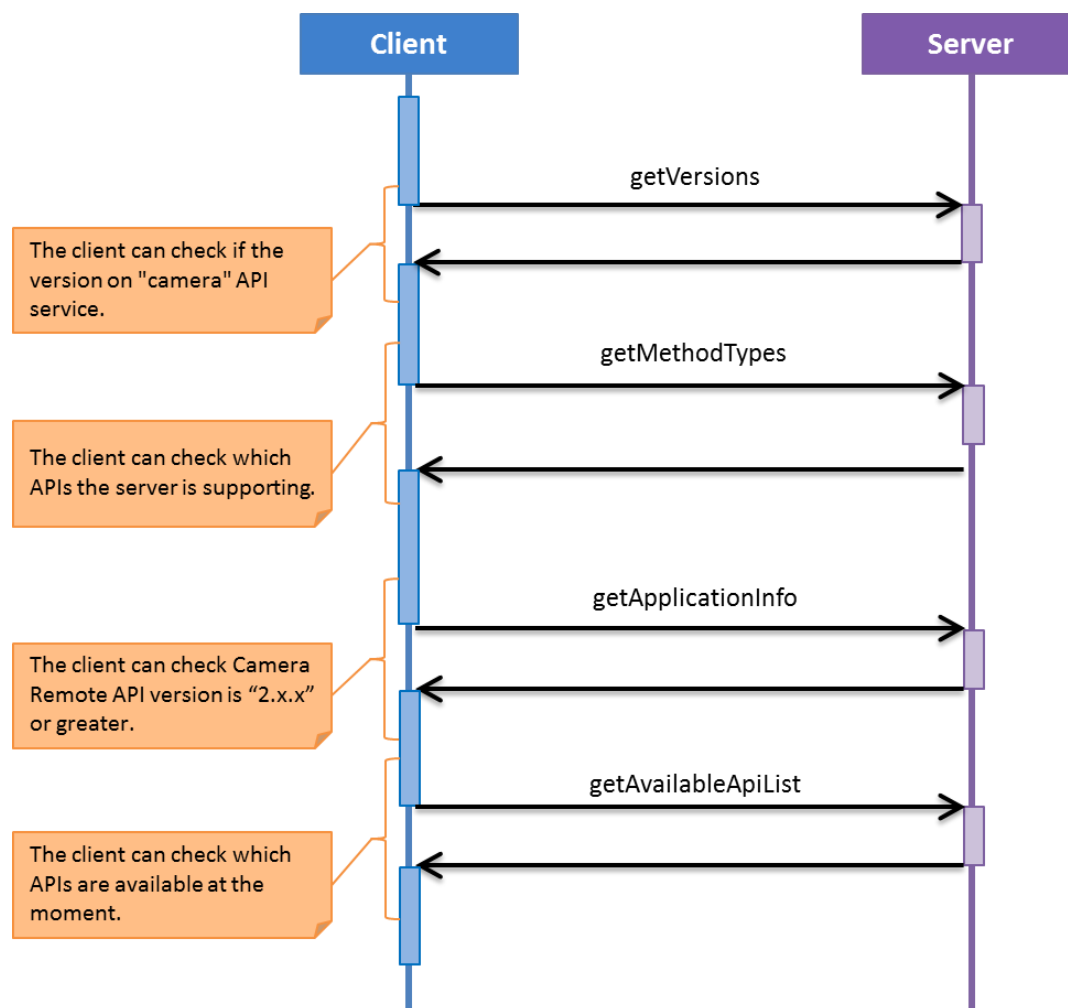 Client
Server
getVersions
The client can check if the
version on "camera" API
service.
getMethodTypes
The client can check which
APIs the server is supporting.
getApplicationInfo
The client can check Camera
Remote API version is “2.x.x”
or greater.
getAvailableApiList
The client can check which
APIs are available at the
moment.